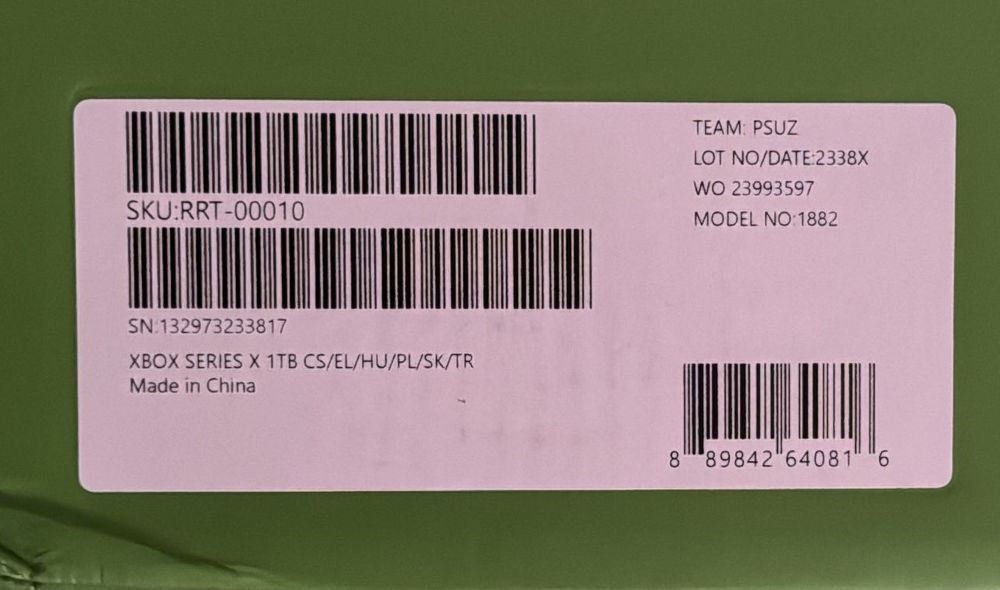 SKU:RRT-00010
SN:132973233817
XBOX SERIES X 1TB CS/EL/HU/PL/SK/TR
Made in China
TEAM: PSUZ
LOT NO/DATE:2338X
WO 23993597
MODEL NO:1882
8 89842 64081 6